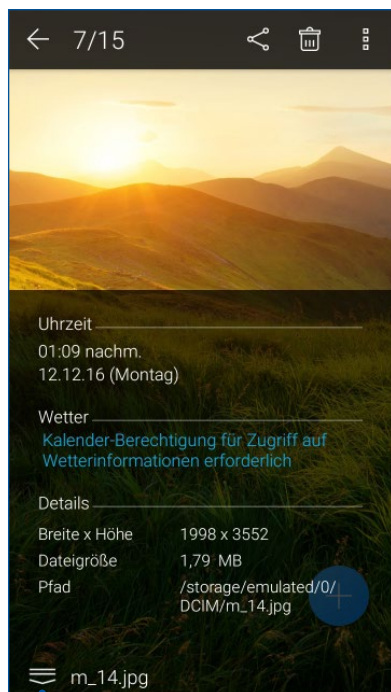 7/15
Uhrzeit
01:09 nachm.
12.12.16 (Montag)
Wetter
Kalender-Berechtigung für Zugriff auf
Wetterinformationen erforderlich
Details
Breite x Höhe 1998 x 3552
Dateigröße 1,79 MB
Pfad /storage/emulated/0/
DCIM/m_14.jpg
m_14.jpg